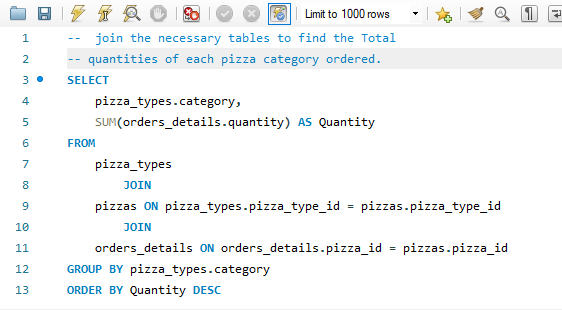 Limit to 1000 rows
1 -- join the necessary tables to find the Total
2 -- quantities of each pizza category ordered.
3 SELECT
4 pizza_types.category,
5 SUM(orders_details.quantity) AS Quantity
6 FROM
7 pizza_types
8 JOIN
9 pizzas ON pizza_types.pizza_type_id = pizzas.pizza_type_id
10 JOIN
11 orders_details ON orders_details.pizza_id = pizzas.pizza_id
12 GROUP BY pizza_types.category
13 ORDER BY Quantity DESC